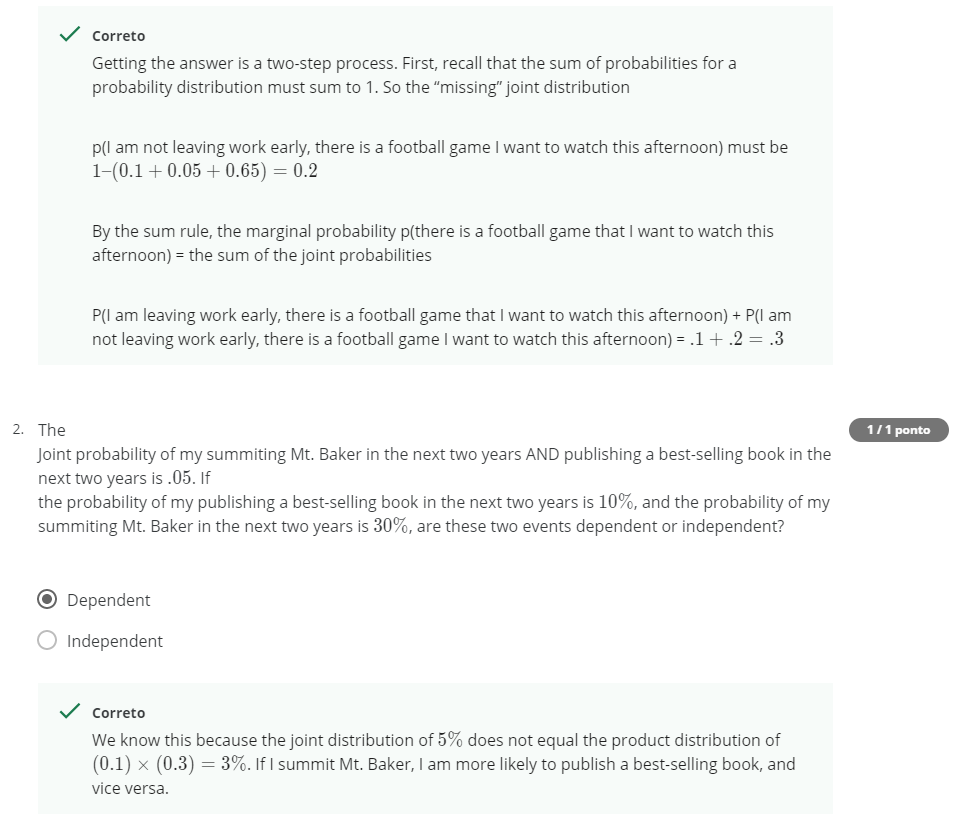 Correto
Getting the answer is a two-step process. First, recall that the sum of probabilities for a
probability distribution must sum to 1. So the “missing” joint distribution
p(I am not leaving work early, there is a football game I want to watch this afternoon) must be
1–(0.1 + 0.05 + 0.65) = 0.2
By the sum rule, the marginal probability p(there is a football game that I want to watch this
afternoon) = the sum of the joint probabilities
P(I am leaving work early, there is a football game that I want to watch this afternoon) + P(I am
not leaving work early, there is a football game I want to watch this afternoon) = .1 + .2 = .3
2. The
Joint probability of my summiting Mt. Baker in the next two years AND publishing a best-selling book in the
next two years is .05. If
the probability of my publishing a best-selling book in the next two years is 10%, and the probability of my
summiting Mt. Baker in the next two years is 30%, are these two events dependent or independent?
1 / 1 ponto
Dependent
Independent
Correto
We know this because the joint distribution of 5% does not equal the product distribution of
(0.1) × (0.3) = 3%. If I summit Mt. Baker, I am more likely to publish a best-selling book, and
vice versa.